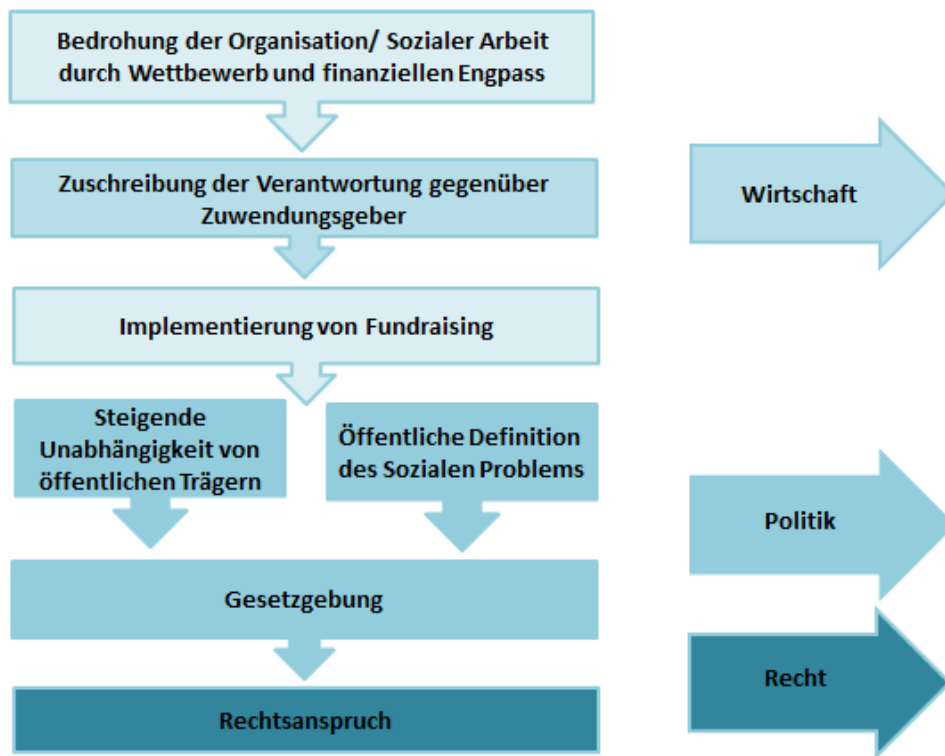 Bedrohung der Organisation/ Sozialer Arbeit
durch Wettbewerb und finanziellen Engpass
Zuschreibung der Verantwortung gegenüber
Zuwendungsgeber
Wirtschaft
Implementierung von Fundraising
Steigende
Unabhängigkeit von
öffentlichen Trägern
Öffentliche Definition
des Sozialen Problems
Politik
Gesetzgebung
Recht
Rechtsanspruch